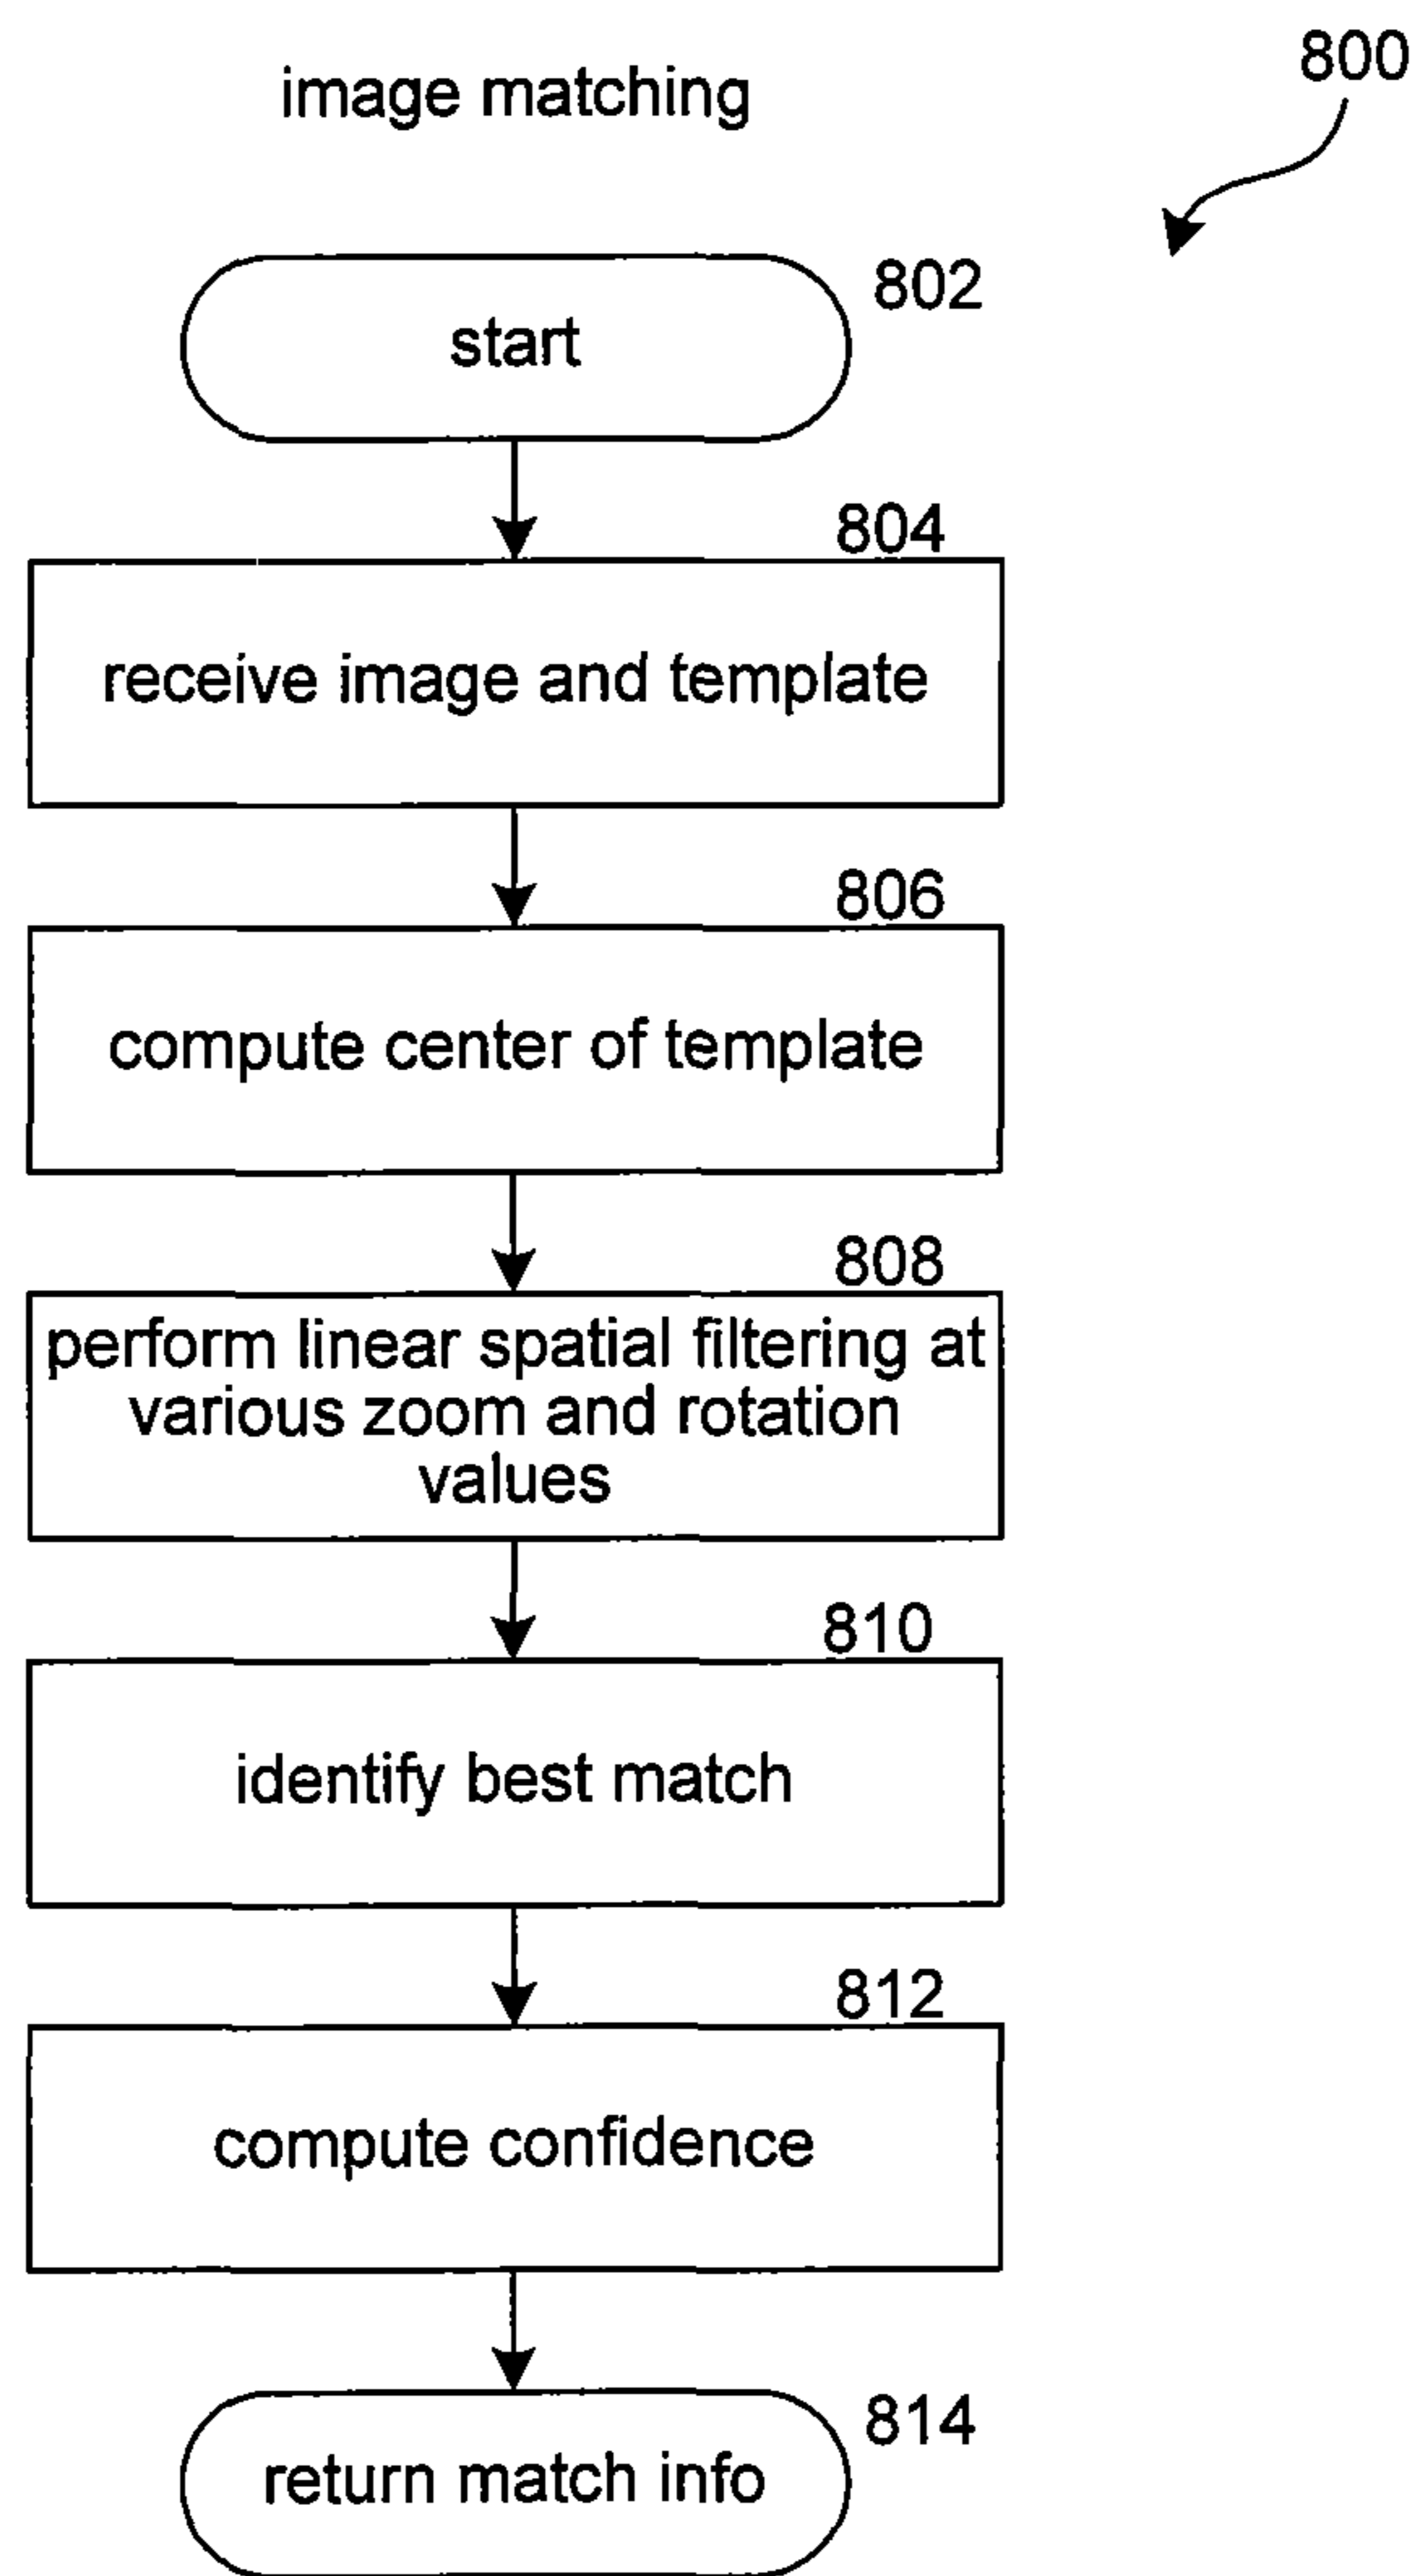 800
image matching
802
start
804
receive image and template
806
compute center of template
808
perform linear spatial filtering at
various zoom and rotation
values
810
identify best match
812
compute confidence
814
return match info